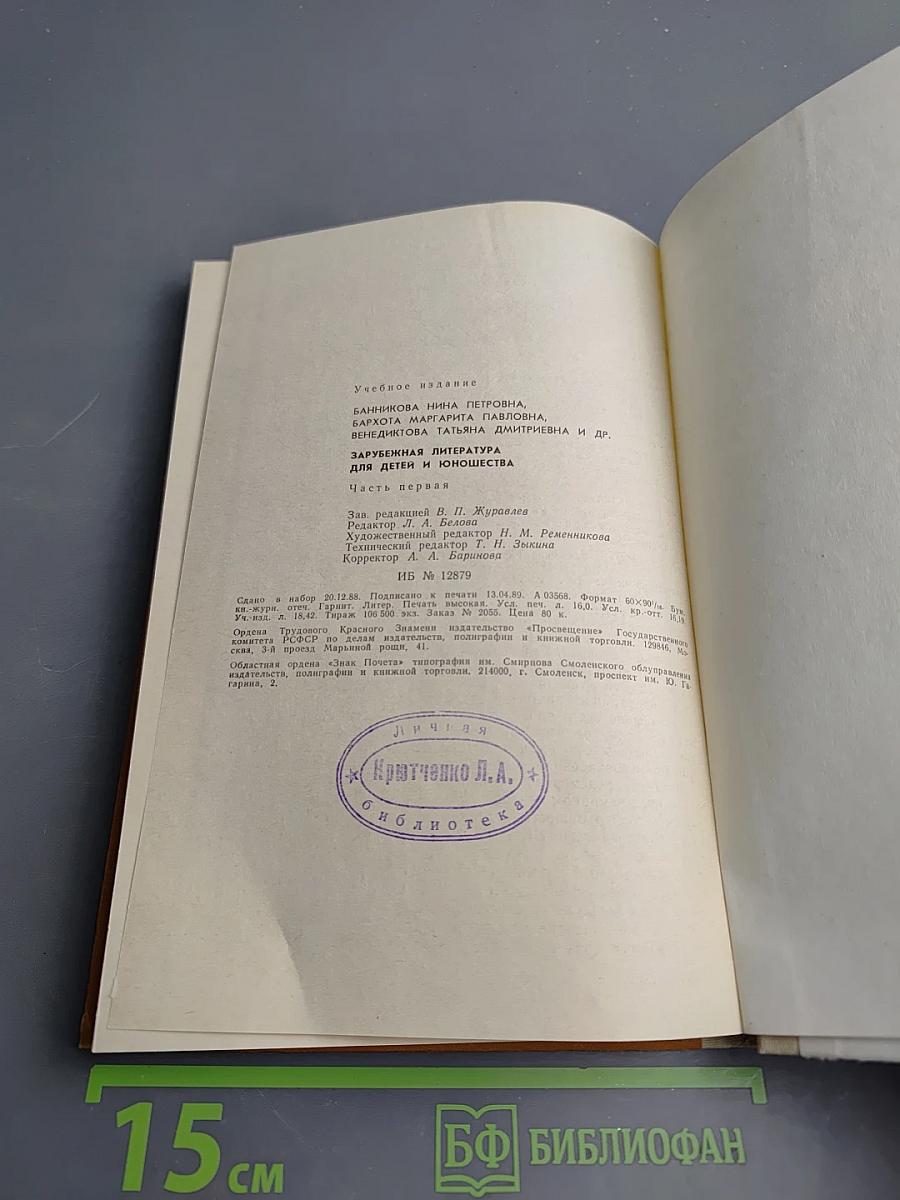 Учебное издание
БАННИКОВА НИНА ПЕТРОВНА,
БАРХОТА МАРГАРИТА ПАВЛОВНА,
ВЕНЕДИКТОВА ТАТЬЯНА ДМИТРИЕВНА И ДР.
ЗАРУБЕЖНАЯ ЛИТЕРАТУРА
ДЛЯ ДЕТЕЙ И ЮНОШЕСТВА
Часть первая
Зав. редакцией В. П. Журавлев
Редактор Л. А. Белова
Художественный редактор Н. М. Ременникова
Технический редактор Т. Н. Зыкина
Корректор А. А. Баринова
ИБ № 12879
Сдано в набор 20.12.88. Подписано к печати 13.04.89. А 03568. Формат 60×90¹/₁₆. Бум.
кн.-журн. отеч. Гарнит. Литер. Печать высокая. Усл. печ. л. 16,0. Усл. кр.-отт. 16,19.
Уч.-изд. л. 18,42. Тираж 106 500 экз. Заказ № 2055. Цена 80 к.
Ордена Трудового Красного Знамени издательство «Просвещение» Государственного
комитета РСФСР по делам издательств, полиграфии и книжной торговли. 129846, Мо-
сква, 3-й проезд Марьиной рощи, 41.
Областная ордена «Знак Почета» типография им. Смирнова Смоленского облуправления
издательств, полиграфии и книжной торговли. 214000, г. Смоленск, проспект им. Ю. Га-
гарина, 2.
Личная
Крютченко Л.А.
библиотека
15 см
БФ БИБЛИОФАН